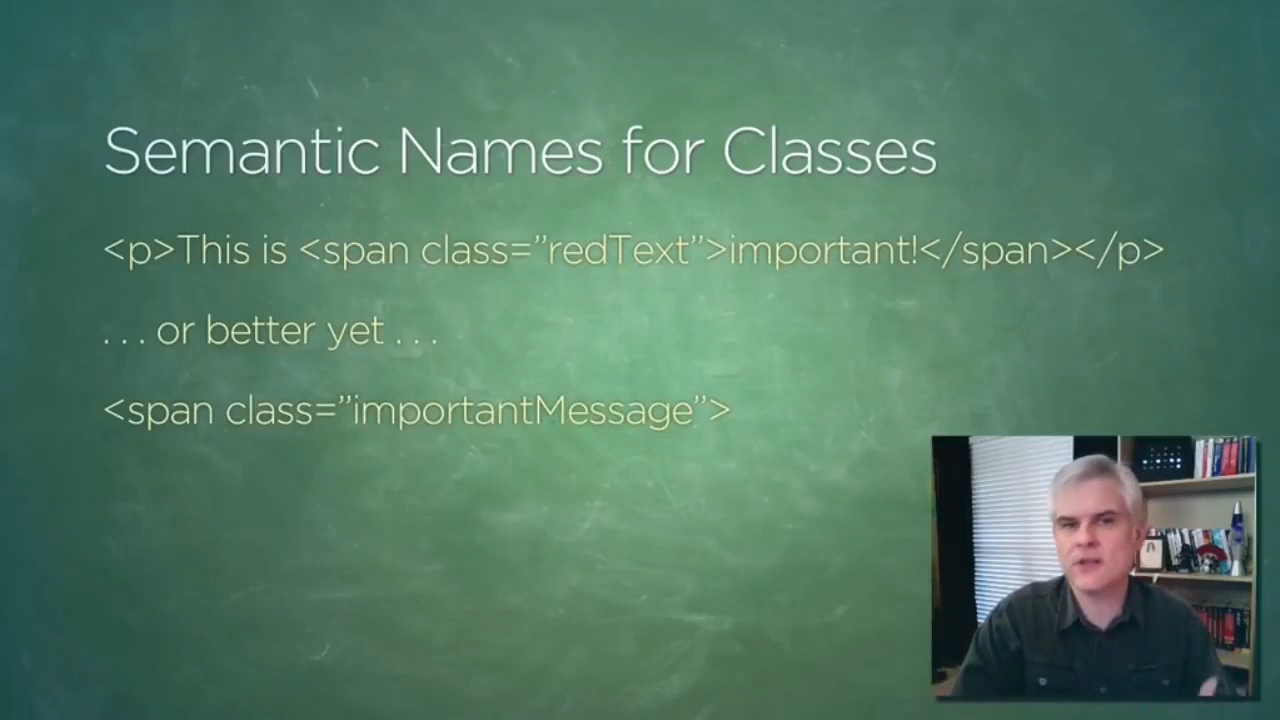 Semantic Names for Classes
<p>This is <span class=”redText”>important!</span></p>
. . . or better yet . . .
<span class=”importantMessage”>